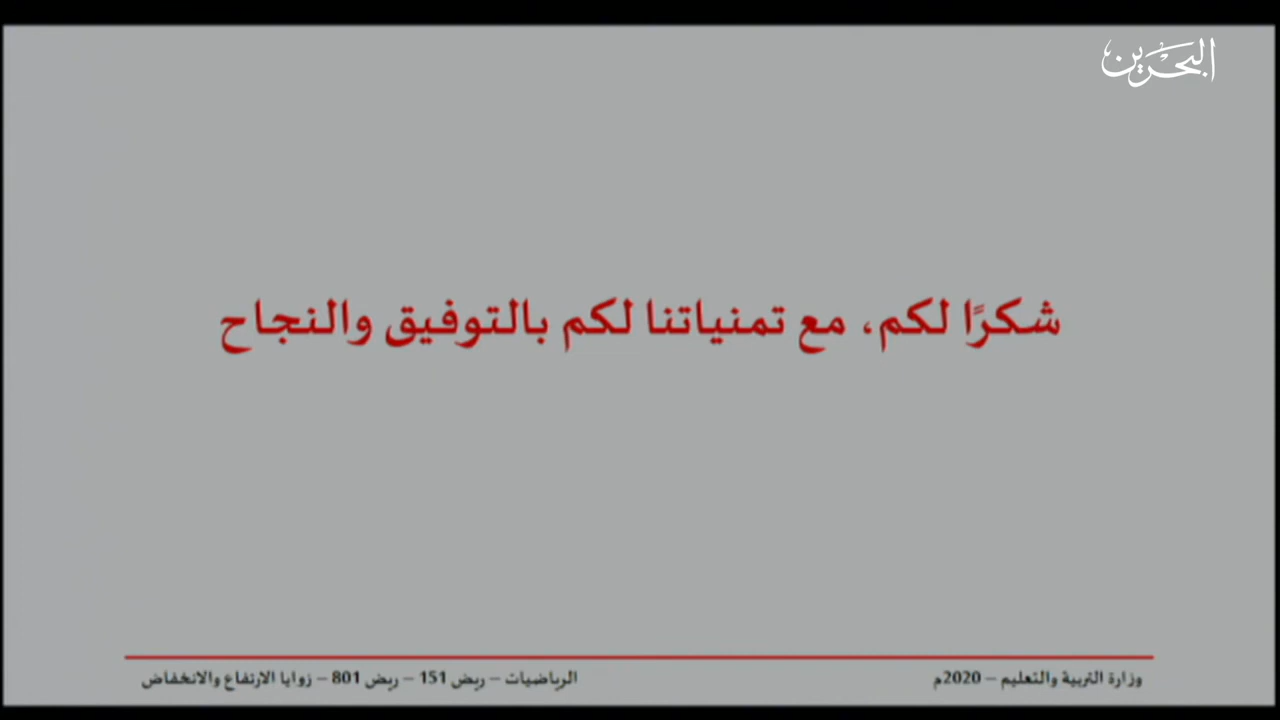 البحرين
شكرًا لكم، مع تمنياتنا لكم بالتوفيق والنجاح
وزارة التربية والتعليم – 2020م
الرياضيات – ريض 151 – ريض 801 – زوايا الارتفاع والانخفاض